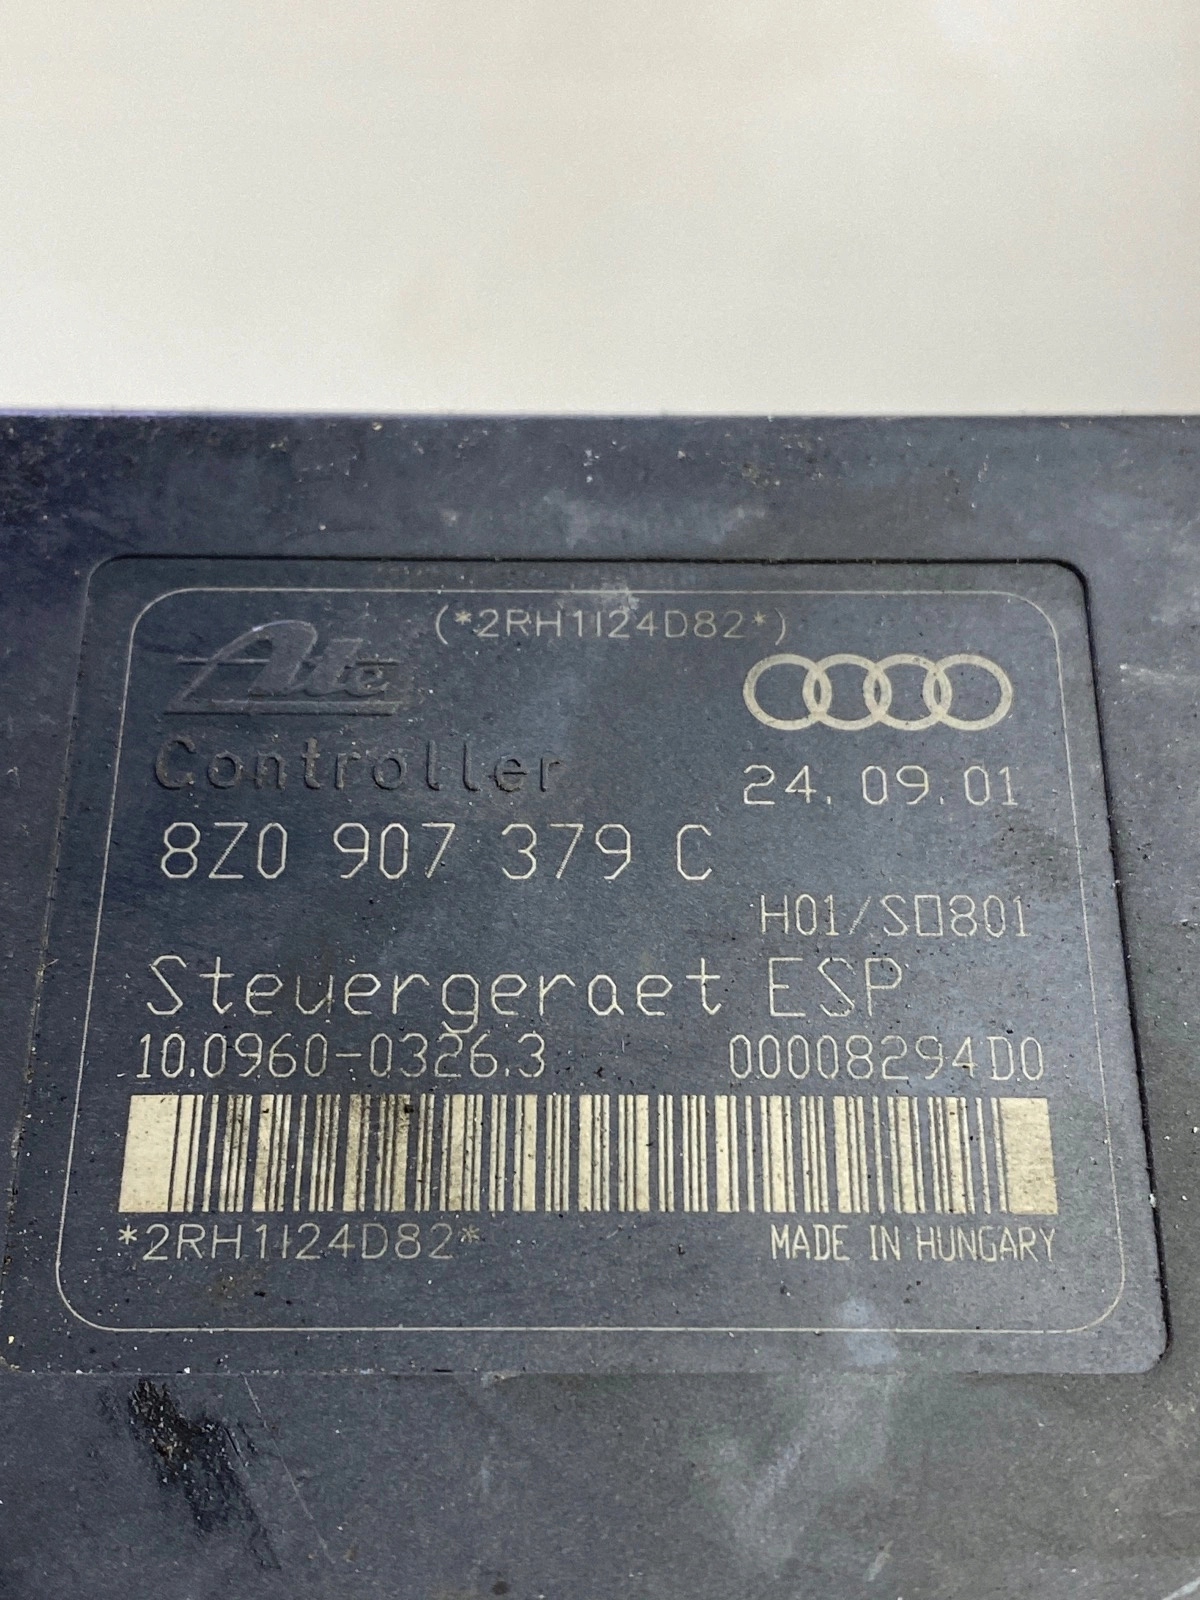 (*2RH1I24D82*)
Ate
Controller
24.09.01
8Z0 907 379 C
H01/S□801
Steuergeraet ESP
10.0960-0326.3 00008294D0
*2RH1I24D82* MADE IN HUNGARY